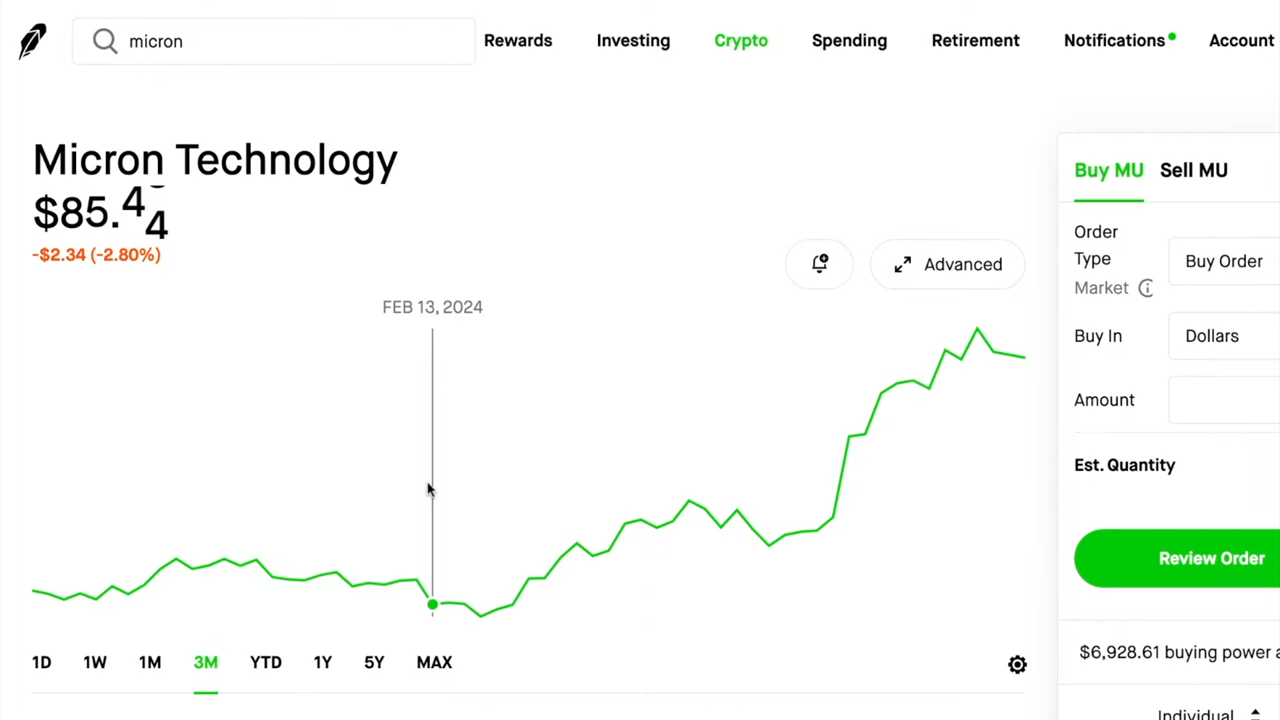 micron
Rewards Investing Crypto Spending Retirement Notifications Account
Micron Technology
$85.44
-$2.34 (-2.80%)
Advanced
FEB 13, 2024
1D 1W 1M 3M YTD 1Y 5Y MAX
Buy MU Sell MU
Order Type Buy Order
Market
Buy In Dollars
Amount
Est. Quantity
Review Order
$6,928.61 buying power
Individual